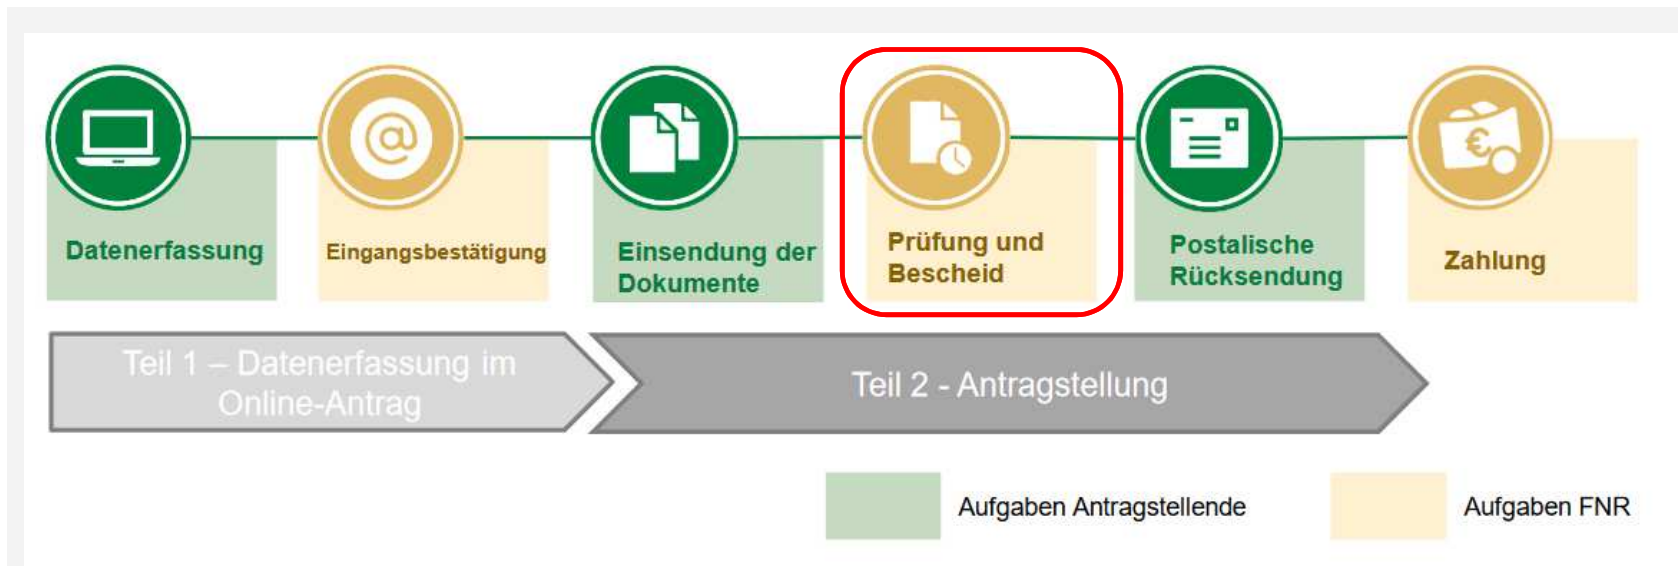 Datenerfassung
Eingangsbestätigung
Einsendung der
Dokumente
Prüfung und
Bescheid
Postalische
Rücksendung
Zahlung
Teil 1 – Datenerfassung im
Online-Antrag
Teil 2 - Antragstellung
Aufgaben Antragstellende
Aufgaben FNR